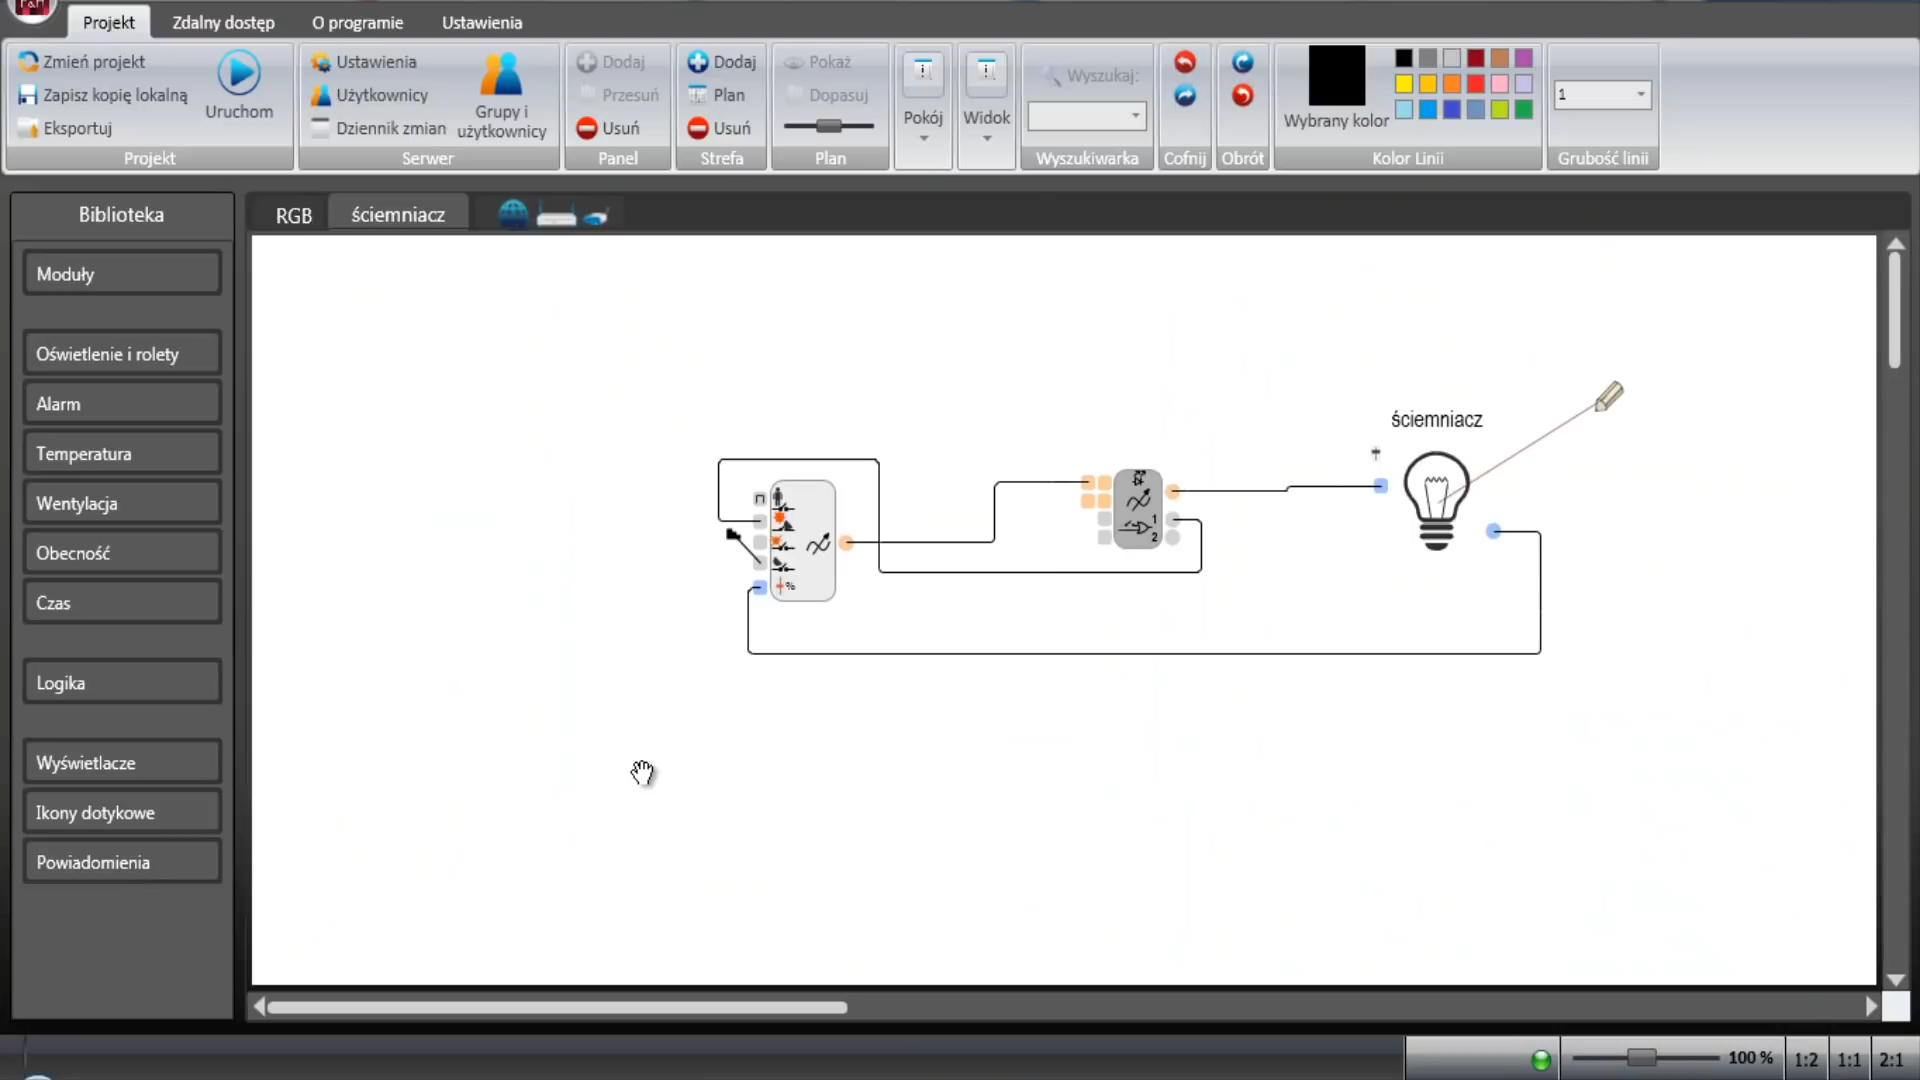 F&H
Projekt
Zdalny dostęp
O programie
Ustawienia
Zmień projekt
Zapisz kopię lokalną
Eksportuj
Uruchom
Projekt
Ustawienia
Użytkownicy
Dziennik zmian
Grupy i
użytkownicy
Serwer
Dodaj
Przesuń
Usuń
Panel
Dodaj
Plan
Usuń
Strefa
Pokaż
Dopasuj
Plan
Pokój
Widok
Wyszukaj:
Wyszukiwarka
Cofnij
Obrót
Wybrany kolor
Kolor Linii
1
Grubość linii
Biblioteka
RGB
ściemniacz
Moduły
Oświetlenie i rolety
Alarm
Temperatura
Wentylacja
Obecność
Czas
Logika
Wyświetlacze
Ikony dotykowe
Powiadomienia
ściemniacz
1
2
%
100 %
1:2
1:1
2:1